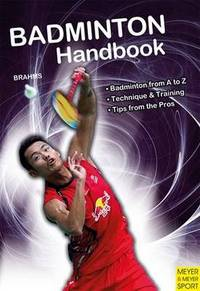 BADMINTON
Handbook
BRAHMS
• Badminton from A to Z
• Technique & Training
• Tips from the Pros
MEYER
& MEYER
SPORT